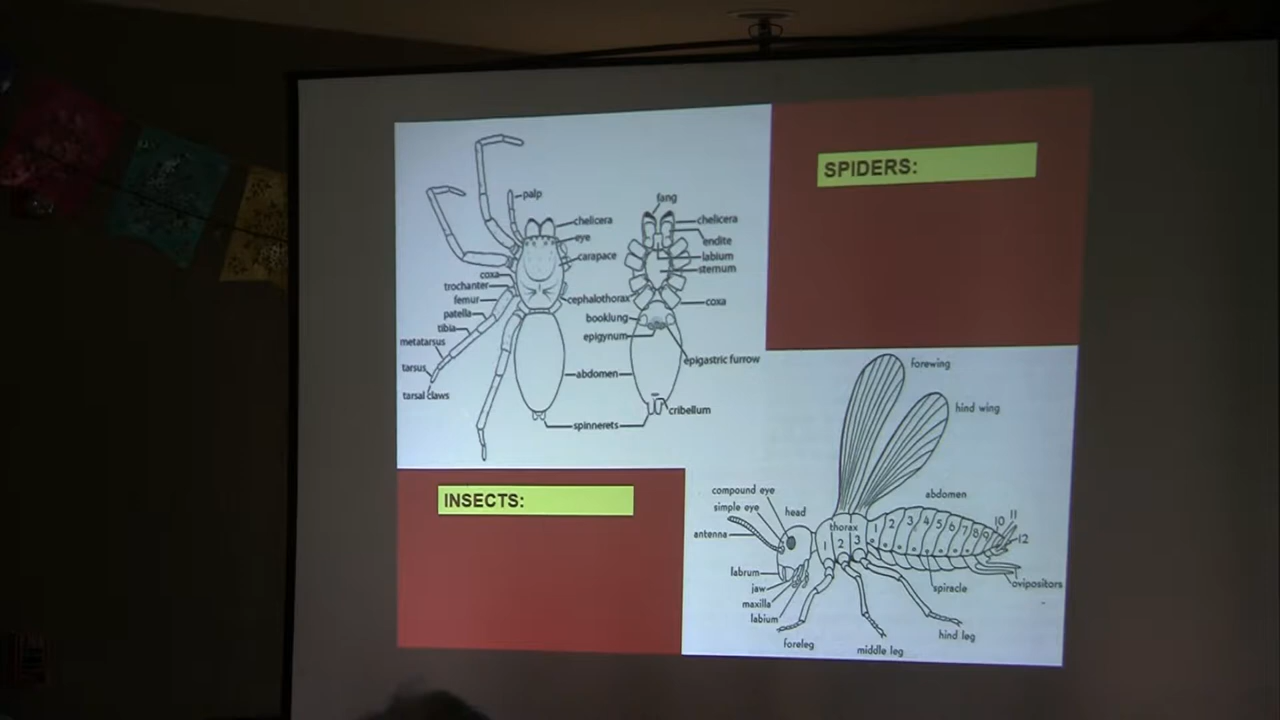 SPIDERS:
palp
chelicera
eye
carapace
coxa
trochanter
femur
patella
tibia
metatarsus
tarsus
tarsal claws
cephalothorax
abdomen
spinnerets
fang
chelicera
endite
labium
sternum
coxa
booklung
epigynum
epigastric furrow
cribellum
INSECTS:
forewing
hind wing
abdomen
compound eye
simple eye
head
antenna
thorax
1 2 3
1 2 3 4 5 6 7 8 9 10 11 12
labrum
jaw
maxilla
labium
spiracle
ovipositors
foreleg
middle leg
hind leg